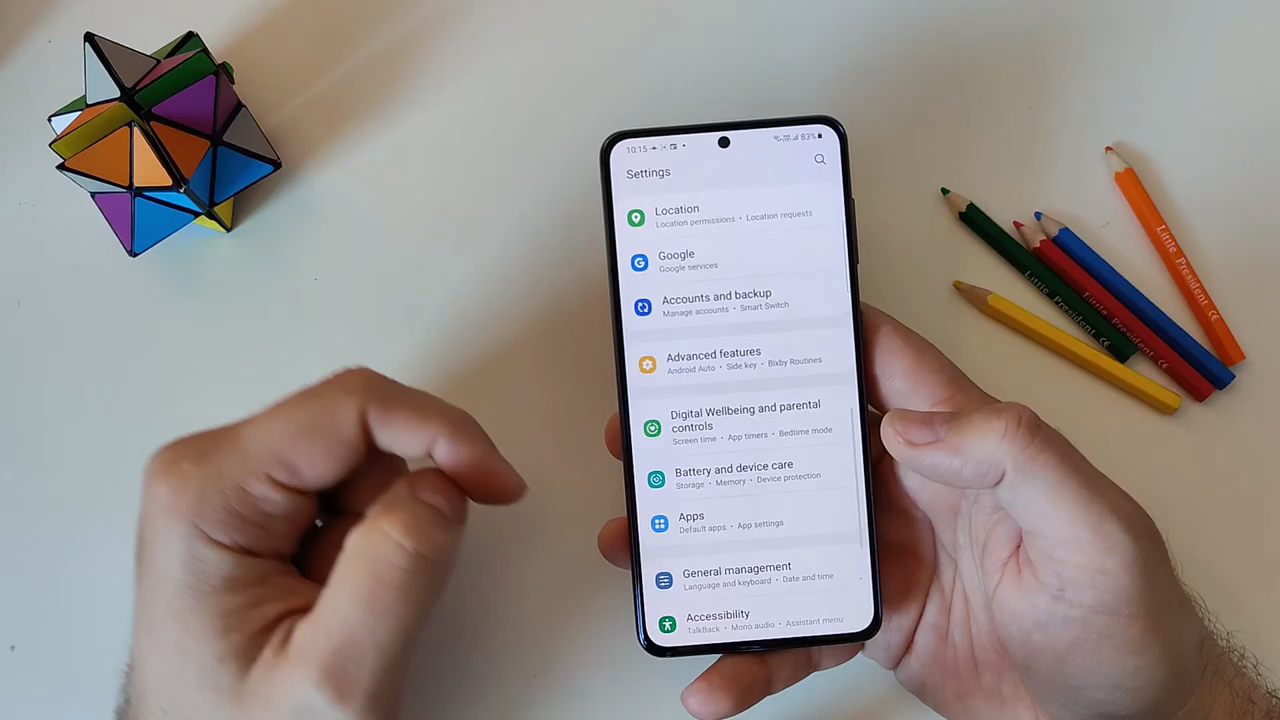 10:15
83%
Settings
Location
Location permissions • Location requests
Google
Google services
Accounts and backup
Manage accounts • Smart Switch
Advanced features
Android Auto • Side key • Bixby Routines
Digital Wellbeing and parental
controls
Screen time • App timers • Bedtime mode
Battery and device care
Storage • Memory • Device protection
Apps
Default apps • App settings
General management
Language and keyboard • Date and time
Accessibility
TalkBack • Mono audio • Assistant menu
Little President CE
Little President CE
Little President CE